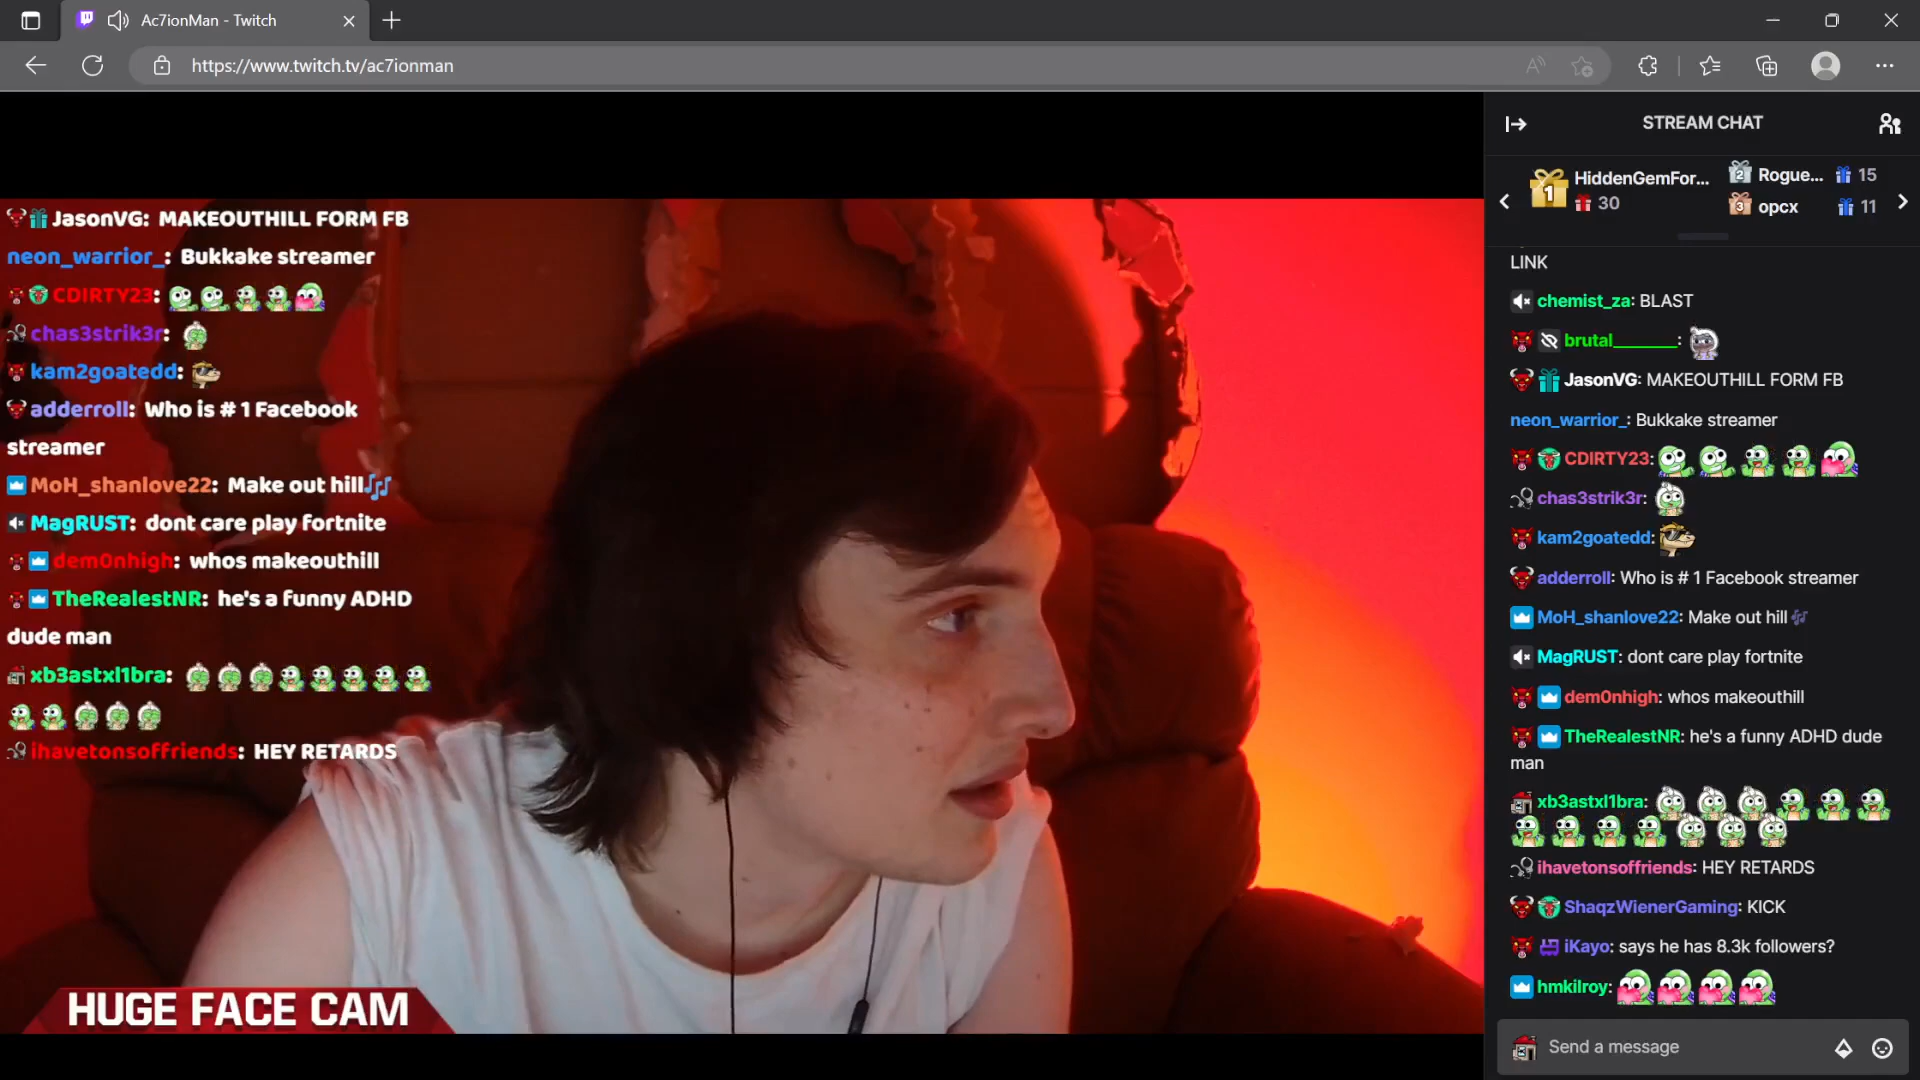 Ac7ionMan - Twitch
https://www.twitch.tv/ac7ionman
JasonVG: MAKEOUTHILL FORM FB
neon_warrior_: Bukkake streamer
CDIRTY23:
chas3strik3r:
kam2goatedd:
adderroll: Who is # 1 Facebook
streamer
MoH_shanlove22: Make out hill🎶
MagRUST: dont care play fortnite
dem0nhigh: whos makeouthill
TheRealestNR: he's a funny ADHD
dude man
xb3astxl1bra:
ihavetonsoffriends: HEY RETARDS
HUGE FACE CAM
STREAM CHAT
1 HiddenGemFor...
30
2 Rogue... 15
3 opcx 11
LINK
chemist_za: BLAST
brutal_______:
JasonVG: MAKEOUTHILL FORM FB
neon_warrior_: Bukkake streamer
CDIRTY23:
chas3strik3r:
kam2goatedd:
adderroll: Who is # 1 Facebook streamer
MoH_shanlove22: Make out hill🎶
MagRUST: dont care play fortnite
dem0nhigh: whos makeouthill
TheRealestNR: he's a funny ADHD dude
man
xb3astxl1bra:
ihavetonsoffriends: HEY RETARDS
ShaqzWienerGaming: KICK
iKayo: says he has 8.3k followers?
hmkilroy:
Send a message